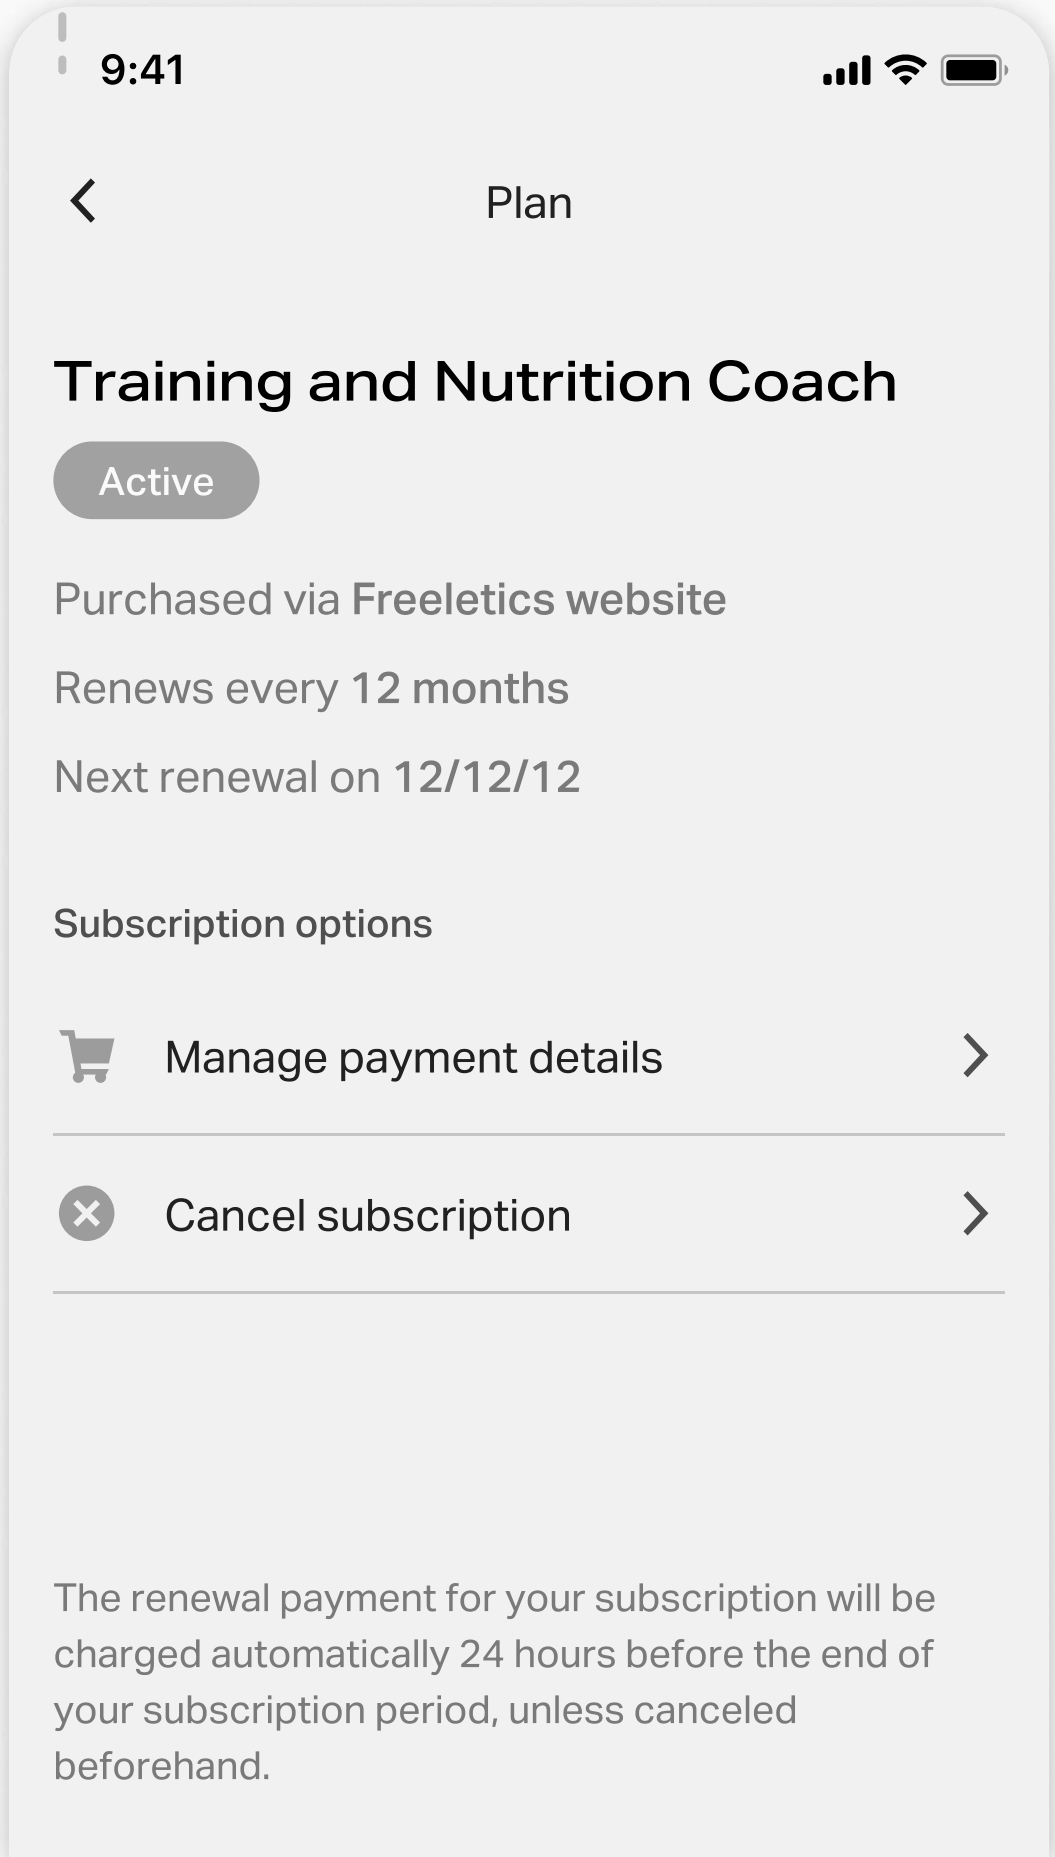 9:41
Plan
Training and Nutrition Coach
Active
Purchased via Freeletics website
Renews every 12 months
Next renewal on 12/12/12
Subscription options
Manage payment details
Cancel subscription
The renewal payment for your subscription will be
charged automatically 24 hours before the end of
your subscription period, unless canceled
beforehand.